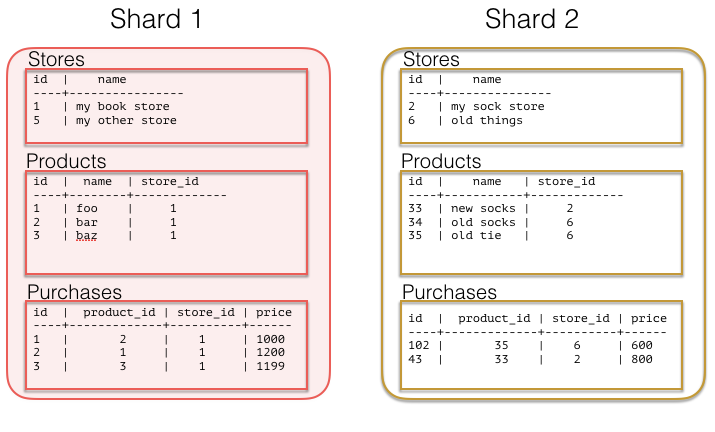 Shard 1
Stores
id | name
----+----------------
1 | my book store
5 | my other store
Products
id | name | store_id
----+--------+-------------
1 | foo | 1
2 | bar | 1
3 | baz | 1
Purchases
id | product_id | store_id | price
----+-------------+----------+------
1 | 2 | 1 | 1000
2 | 1 | 1 | 1200
3 | 3 | 1 | 1199
Shard 2
Stores
id | name
----+---------------
2 | my sock store
6 | old things
Products
id | name | store_id
----+-----------+------------
33 | new socks | 2
34 | old socks | 6
35 | old tie | 6
Purchases
id | product_id | store_id | price
----+-------------+----------+------
102 | 35 | 6 | 600
43 | 33 | 2 | 800